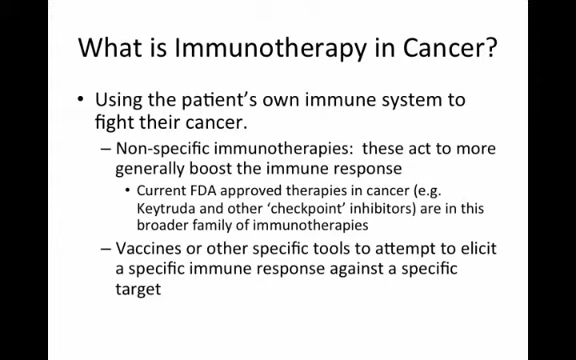 What is Immunotherapy in Cancer?
• Using the patient's own immune system to
fight their cancer.
– Non-specific immunotherapies: these act to more
generally boost the immune response
• Current FDA approved therapies in cancer (e.g.
Keytruda and other 'checkpoint' inhibitors) are in this
broader family of immunotherapies
– Vaccines or other specific tools to attempt to elicit
a specific immune response against a specific
target